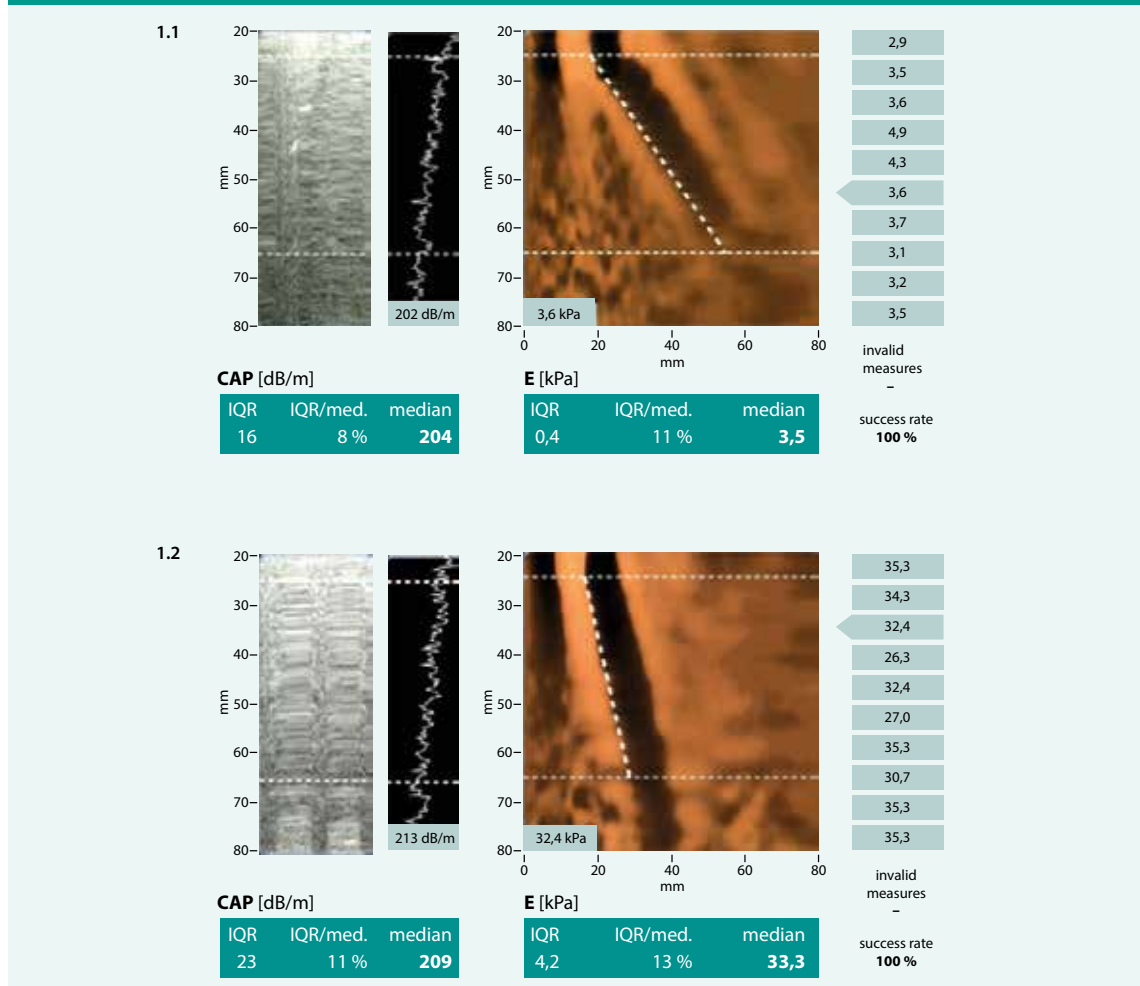 1.1
20–
30–
40–
50–
60–
70–
80–
mm
202 dB/m
20–
30–
40–
50–
60–
70–
80–
mm
3,6 kPa
0 20 40 60 80
mm
2,9
3,5
3,6
4,9
4,3
3,6
3,7
3,1
3,2
3,5
invalid
measures
–
success rate
100 %
CAP [dB/m]
IQR IQR/med. median
16 8 % 204
E [kPa]
IQR IQR/med. median
0,4 11 % 3,5
1.2
20–
30–
40–
50–
60–
70–
80–
mm
213 dB/m
20–
30–
40–
50–
60–
70–
80–
mm
32,4 kPa
0 20 40 60 80
mm
35,3
34,3
32,4
26,3
32,4
27,0
35,3
30,7
35,3
35,3
invalid
measures
–
success rate
100 %
CAP [dB/m]
IQR IQR/med. median
23 11 % 209
E [kPa]
IQR IQR/med. median
4,2 13 % 33,3